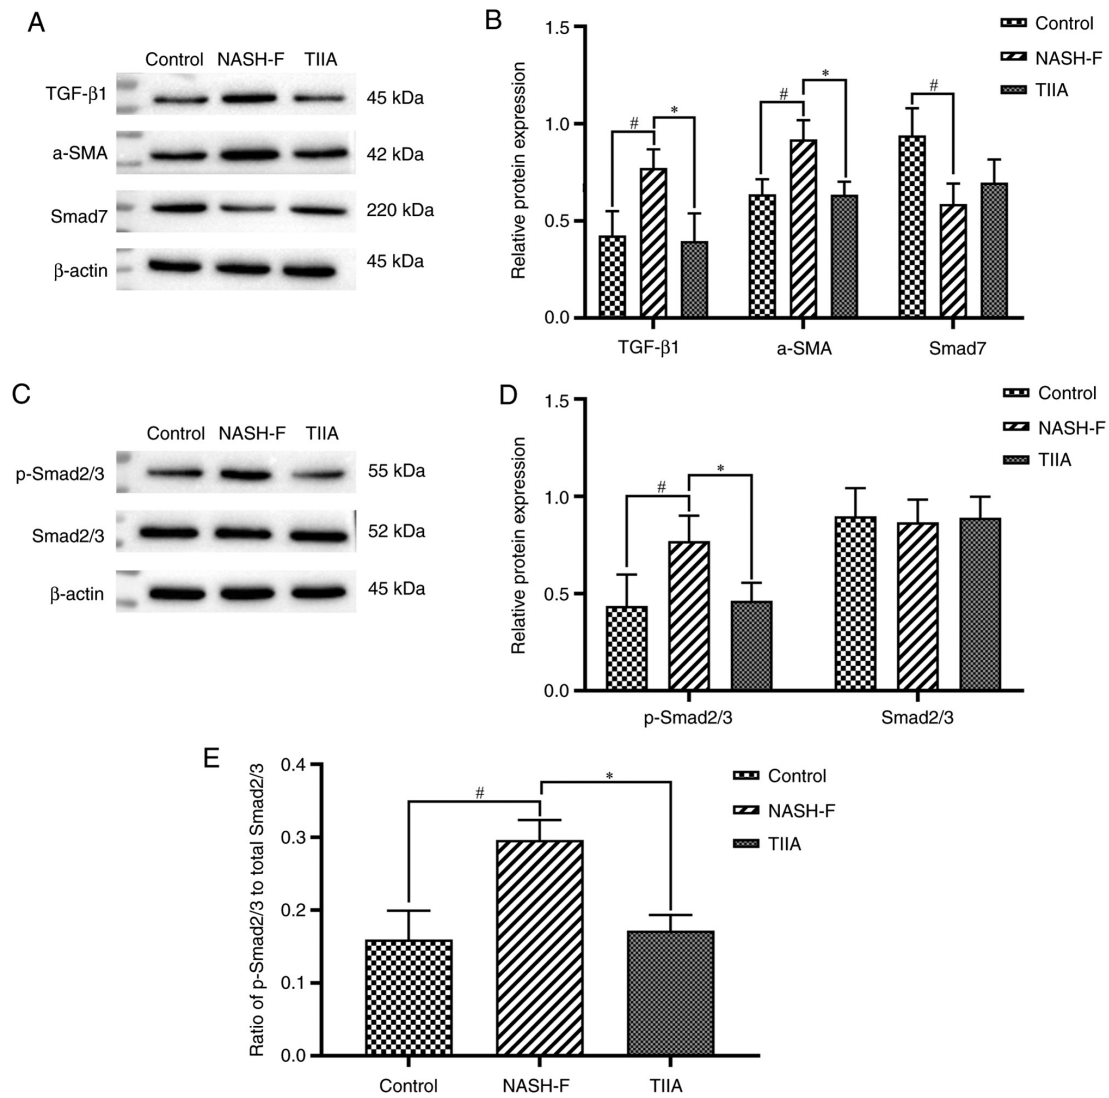 A
Control NASH-F TIIA
TGF-β1 45 kDa
a-SMA 42 kDa
Smad7 220 kDa
β-actin 45 kDa
B
Relative protein expression
1.5
1.0
0.5
0.0
# * # * #
TGF-β1 a-SMA Smad7
Control
NASH-F
TIIA
C
Control NASH-F TIIA
p-Smad2/3 55 kDa
Smad2/3 52 kDa
β-actin 45 kDa
D
Relative protein expression
1.5
1.0
0.5
0.0
# *
p-Smad2/3 Smad2/3
Control
NASH-F
TIIA
E
Ratio of p-Smad2/3 to total Smad2/3
0.4
0.3
0.2
0.1
0.0
# *
Control NASH-F TIIA
Control
NASH-F
TIIA